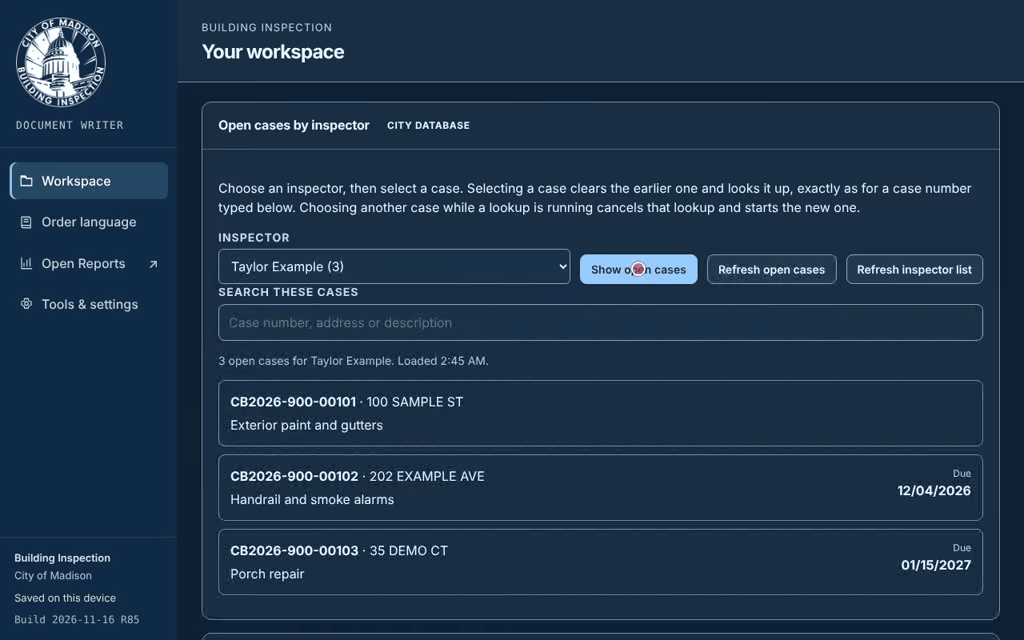 CITY OF MADISON
BUILDING INSPECTION
DOCUMENT WRITER
Workspace
Order language
Open Reports
Tools & settings
Building Inspection
City of Madison
Saved on this device
Build 2026-11-16 R85
BUILDING INSPECTION
Your workspace
Open cases by inspector CITY DATABASE
Choose an inspector, then select a case. Selecting a case clears the earlier one and looks it up, exactly as for a case number
typed below. Choosing another case while a lookup is running cancels that lookup and starts the new one.
INSPECTOR
Taylor Example (3) Show open cases Refresh open cases Refresh inspector list
SEARCH THESE CASES
Case number, address or description
3 open cases for Taylor Example. Loaded 2:45 AM.
CB2026-900-00101 · 100 SAMPLE ST
Exterior paint and gutters
CB2026-900-00102 · 202 EXAMPLE AVE
Handrail and smoke alarms
Due
12/04/2026
CB2026-900-00103 · 35 DEMO CT
Porch repair
Due
01/15/2027